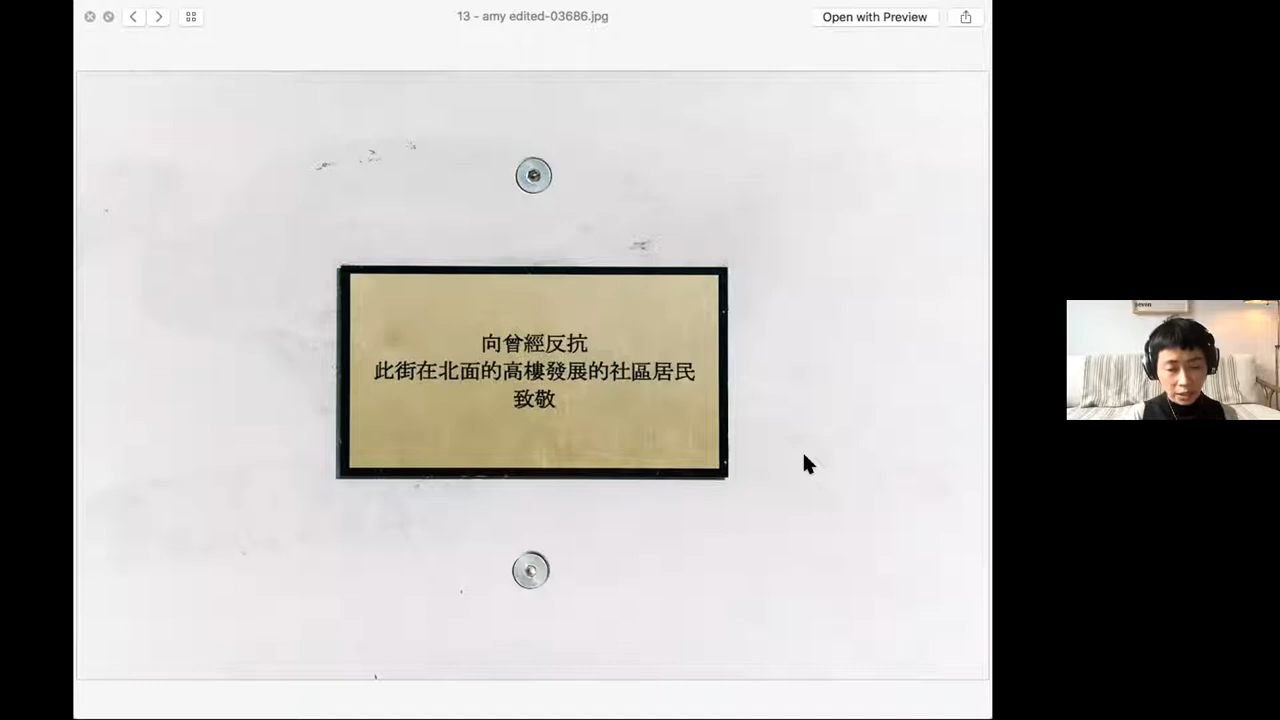 13 - amy edited-03686.jpg
Open with Preview
向曾經反抗
此街在北面的高樓發展的社區居民
致敬